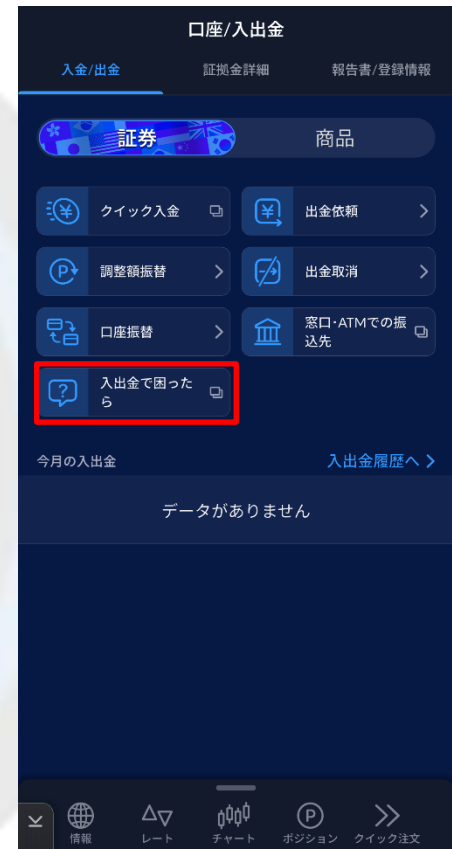 口座/入出金
入金/出金 証拠金詳細 報告書/登録情報
証券 商品
クイック入金 出金依頼
調整額振替 出金取消
口座振替 窓口･ATMでの振
込先
入出金で困った
ら
今月の入出金 入出金履歴へ
データがありません
情報 レート チャート ポジション クイック注文